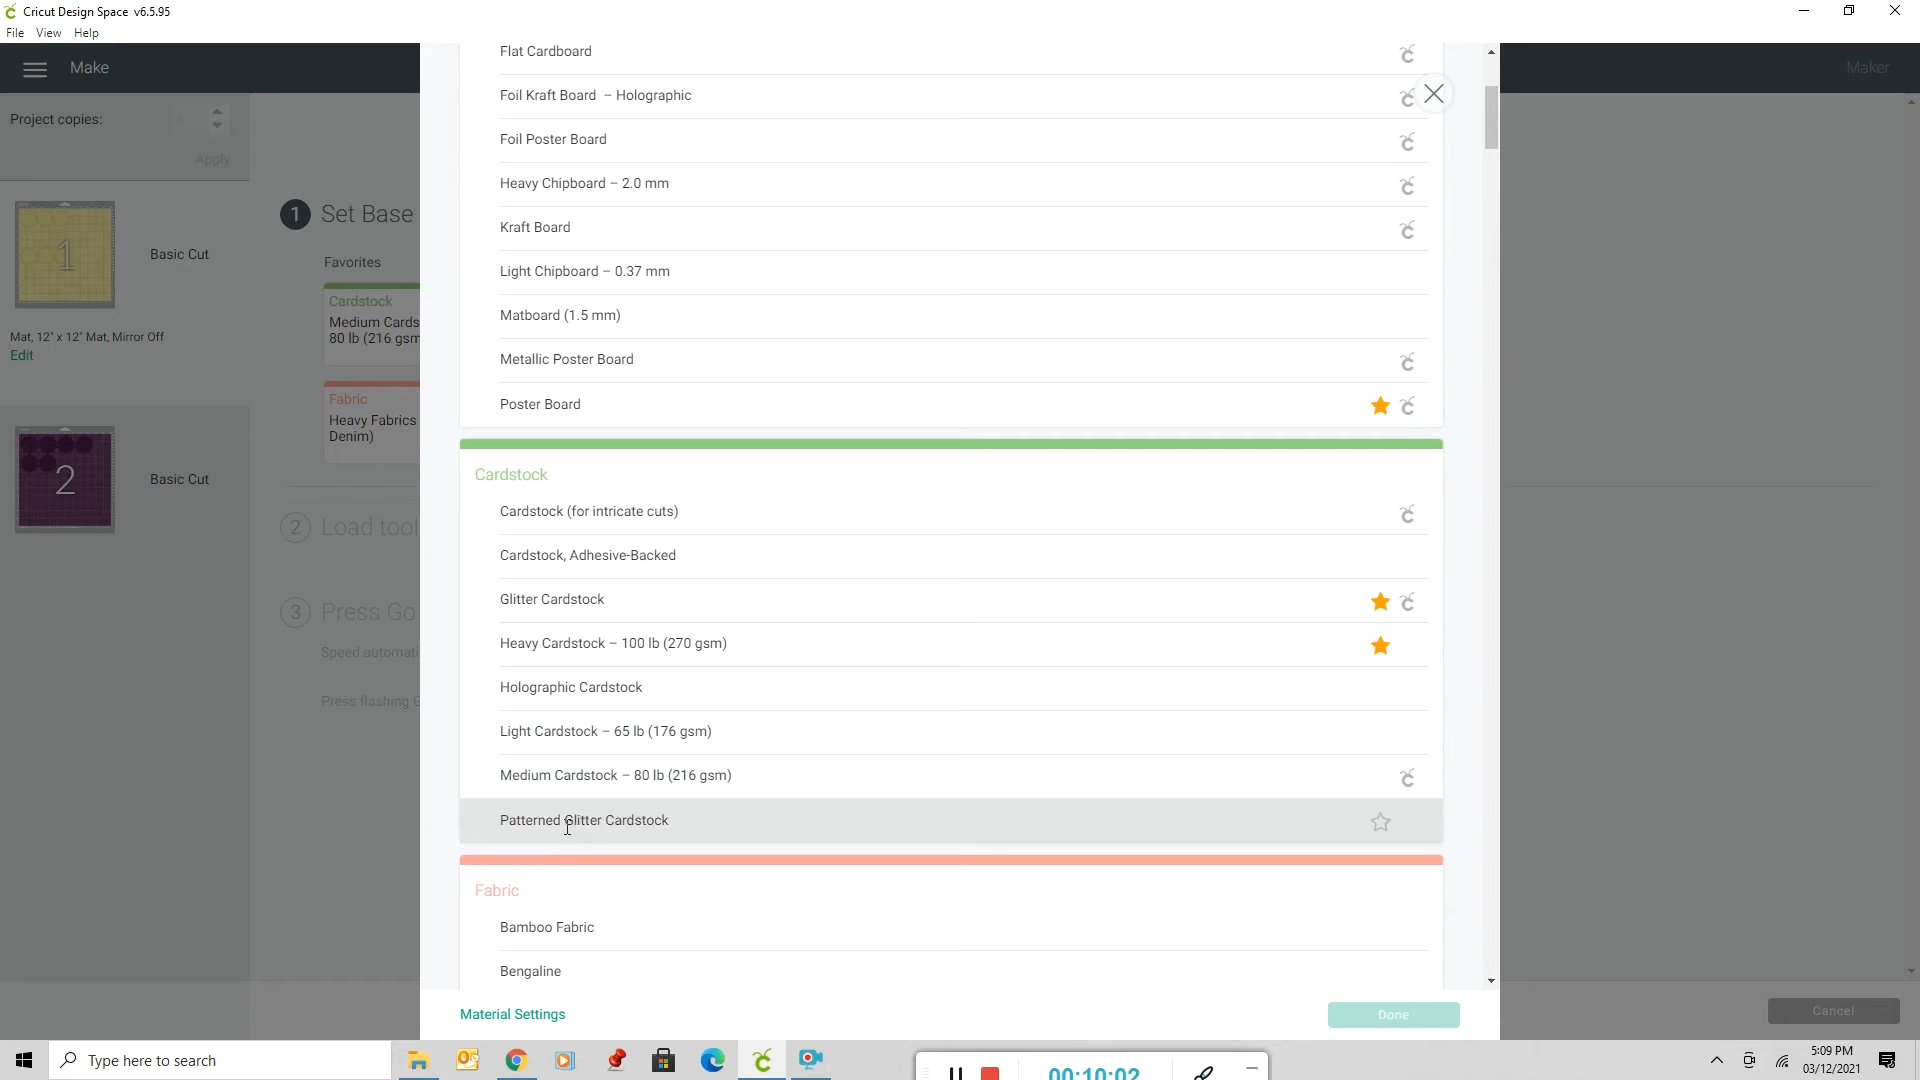 Cricut Design Space v6.5.95
File View Help
Make
Maker
Project copies:
Apply
1
Basic Cut
Mat, 12" x 12" Mat, Mirror Off
Edit
2
Basic Cut
1 Set Base
Favorites
Cardstock
Medium Cards
80 lb (216 gsm
Fabric
Heavy Fabrics
Denim)
2 Load tool
3 Press Go
Speed automati
Press flashing G
Flat Cardboard
Foil Kraft Board – Holographic
Foil Poster Board
Heavy Chipboard – 2.0 mm
Kraft Board
Light Chipboard – 0.37 mm
Matboard (1.5 mm)
Metallic Poster Board
Poster Board
Cardstock
Cardstock (for intricate cuts)
Cardstock, Adhesive-Backed
Glitter Cardstock
Heavy Cardstock – 100 lb (270 gsm)
Holographic Cardstock
Light Cardstock – 65 lb (176 gsm)
Medium Cardstock – 80 lb (216 gsm)
Patterned Glitter Cardstock
Fabric
Bamboo Fabric
Bengaline
Material Settings
Done
Cancel
Type here to search
00:10:02
5:09 PM
03/12/2021